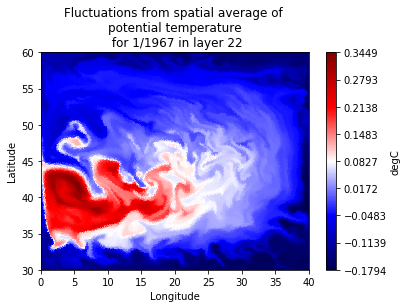 Fluctuations from spatial average of
potential temperature
for 1/1967 in layer 22
60
55
50
45
40
35
30
Latitude
0 5 10 15 20 25 30 35 40
Longitude
0.3449
0.2793
0.2138
0.1483
0.0827
0.0172
−0.0483
−0.1139
−0.1794
degC